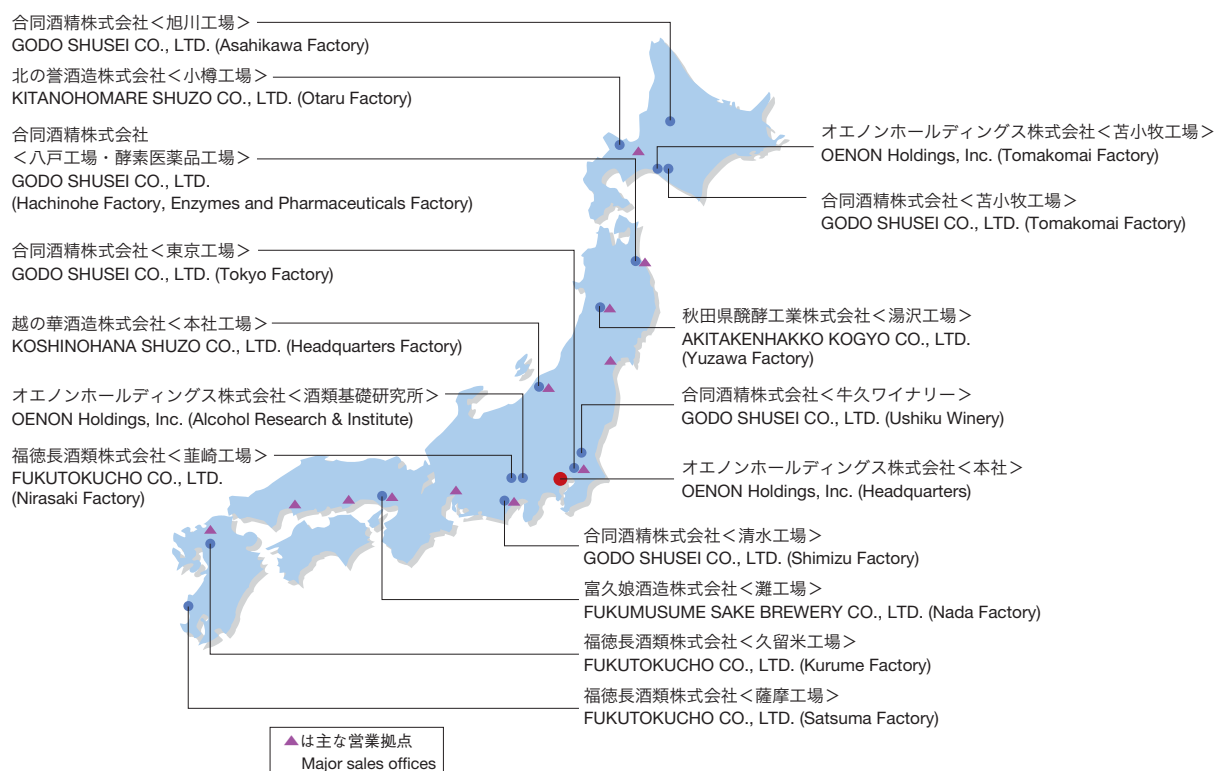 合同酒精株式会社＜旭川工場＞
GODO SHUSEI CO., LTD. (Asahikawa Factory)
北の誉酒造株式会社＜小樽工場＞
KITANOHOMARE SHUZO CO., LTD. (Otaru Factory)
合同酒精株式会社
＜八戸工場・酵素医薬品工場＞
GODO SHUSEI CO., LTD.
(Hachinohe Factory, Enzymes and Pharmaceuticals Factory)
合同酒精株式会社＜東京工場＞
GODO SHUSEI CO., LTD. (Tokyo Factory)
越の華酒造株式会社＜本社工場＞
KOSHINOHANA SHUZO CO., LTD. (Headquarters Factory)
オエノンホールディングス株式会社＜酒類基礎研究所＞
OENON Holdings, Inc. (Alcohol Research & Institute)
福徳長酒類株式会社＜韮崎工場＞
FUKUTOKUCHO CO., LTD.
(Nirasaki Factory)
オエノンホールディングス株式会社＜苫小牧工場＞
OENON Holdings, Inc. (Tomakomai Factory)
合同酒精株式会社＜苫小牧工場＞
GODO SHUSEI CO., LTD. (Tomakomai Factory)
秋田県醗酵工業株式会社＜湯沢工場＞
AKITAKENHAKKO KOGYO CO., LTD.
(Yuzawa Factory)
合同酒精株式会社＜牛久ワイナリー＞
GODO SHUSEI CO., LTD. (Ushiku Winery)
オエノンホールディングス株式会社＜本社＞
OENON Holdings, Inc. (Headquarters)
合同酒精株式会社＜清水工場＞
GODO SHUSEI CO., LTD. (Shimizu Factory)
富久娘酒造株式会社＜灘工場＞
FUKUMUSUME SAKE BREWERY CO., LTD. (Nada Factory)
福徳長酒類株式会社＜久留米工場＞
FUKUTOKUCHO CO., LTD. (Kurume Factory)
福徳長酒類株式会社＜薩摩工場＞
FUKUTOKUCHO CO., LTD. (Satsuma Factory)
▲は主な営業拠点
Major sales offices